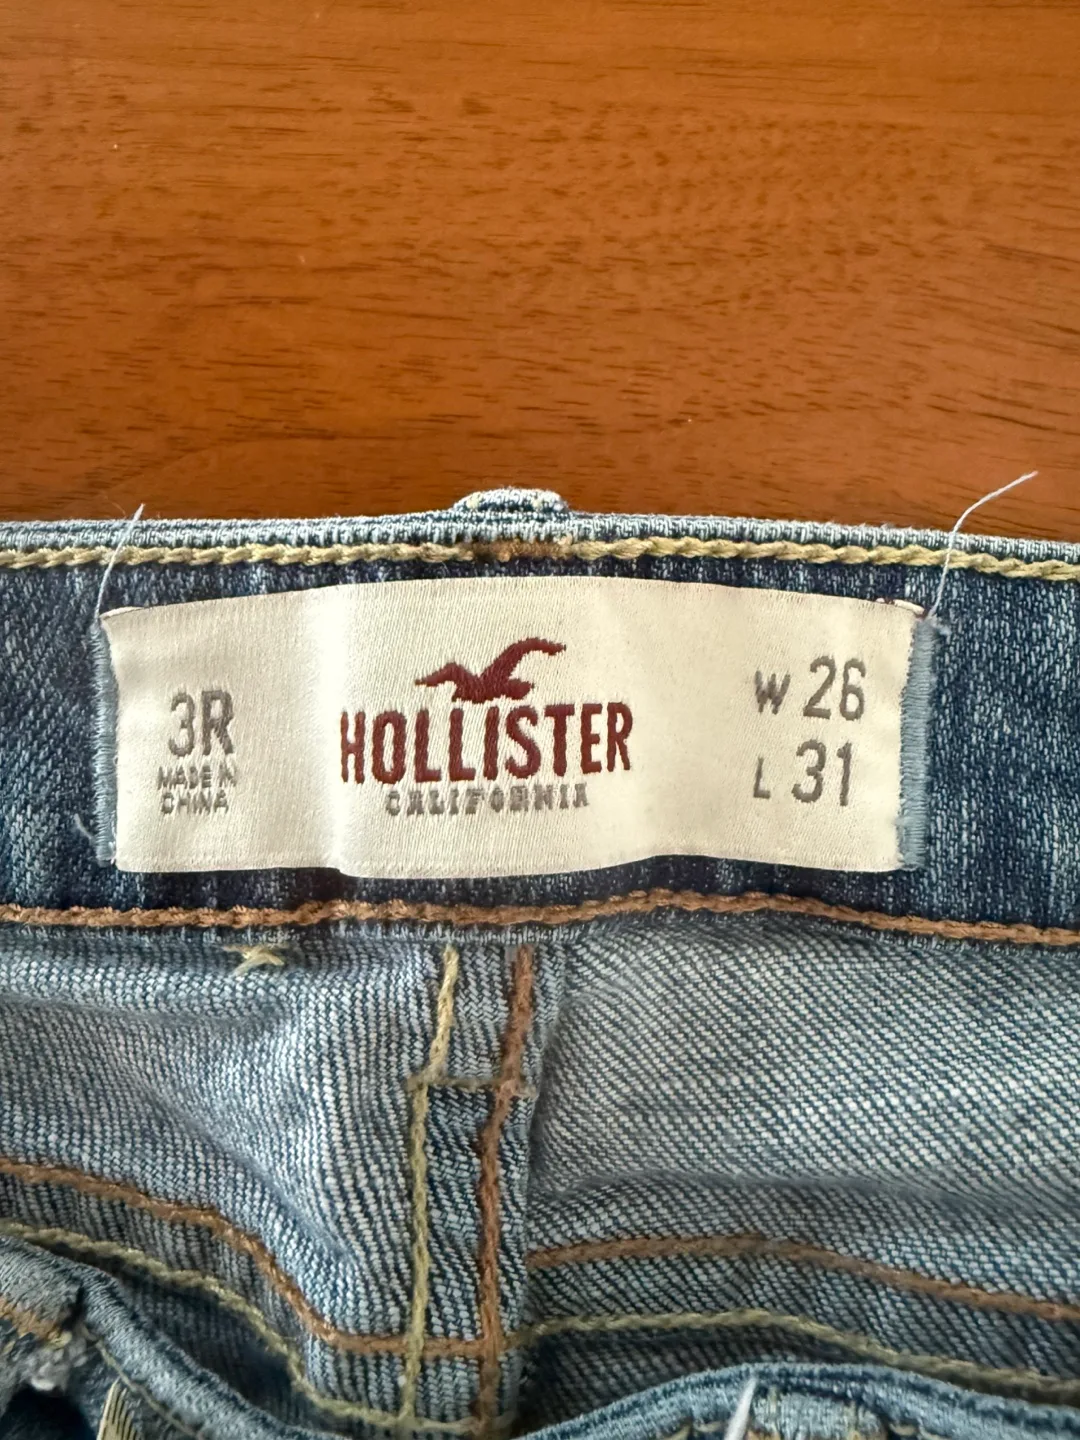 3R
MADE IN
CHINA
HOLLISTER
CALIFORNIA
W 26
L 31